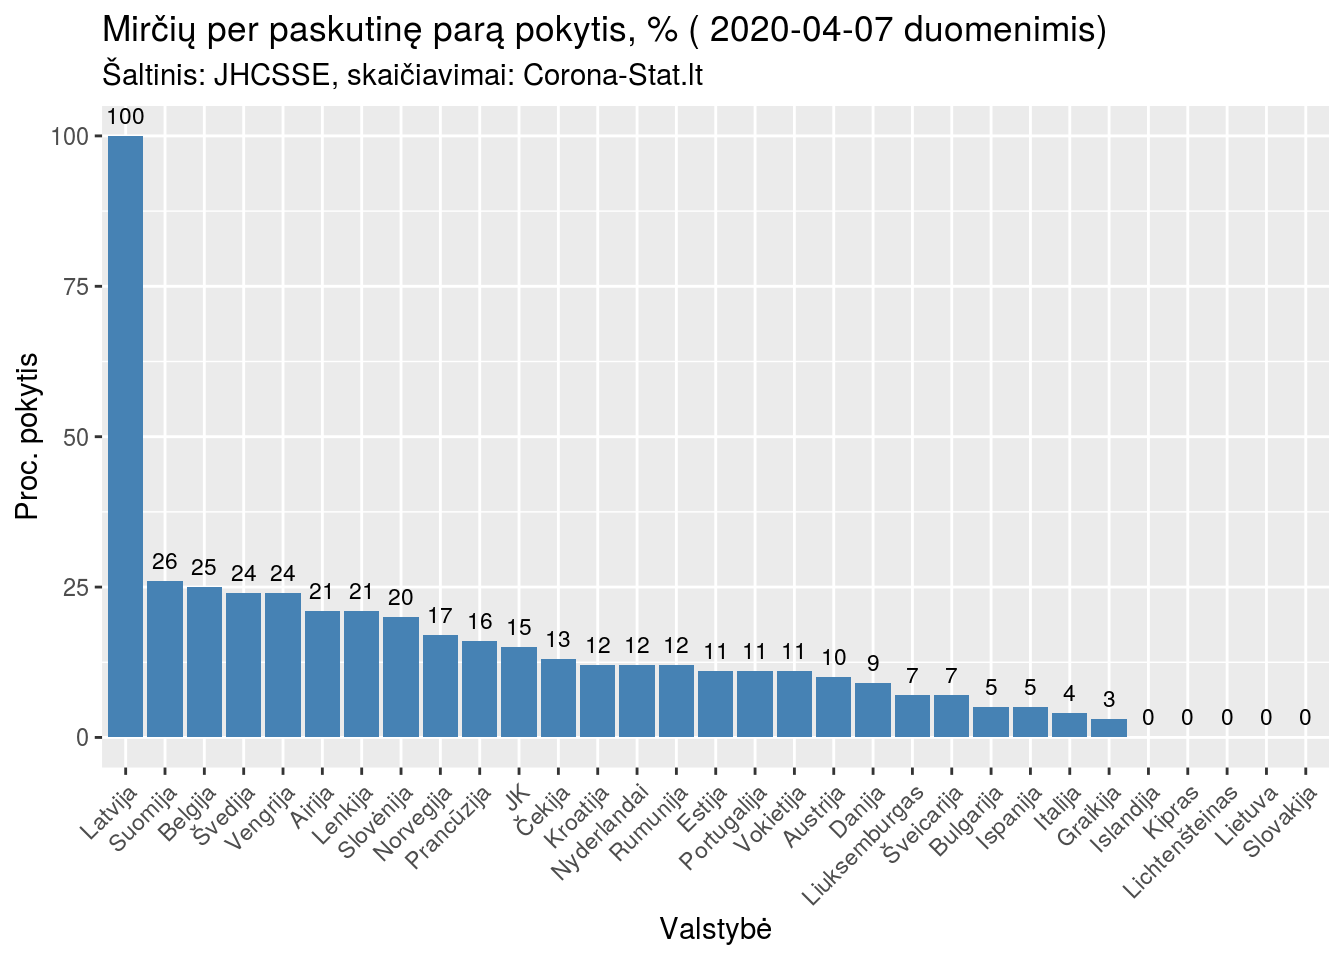 Mirčių per paskutinę parą pokytis, % ( 2020-04-07 duomenimis)
Šaltinis: JHCSSE, skaičiavimai: Corona-Stat.lt
Proc. pokytis
100
75
50
25
0
100
26
25
24
24
21
21
20
17
16
15
13
12
12
12
11
11
11
10
9
7
7
5
5
4
3
0
0
0
0
0
Latvija
Suomija
Belgija
Švedija
Vengrija
Airija
Lenkija
Slovėnija
Norvegija
Prancūzija
JK
Čekija
Kroatija
Nyderlandai
Rumunija
Estija
Portugalija
Vokietija
Austrija
Danija
Liuksemburgas
Šveicarija
Bulgarija
Ispanija
Italija
Graikija
Islandija
Kipras
Lichtenšteinas
Lietuva
Slovakija
Valstybė